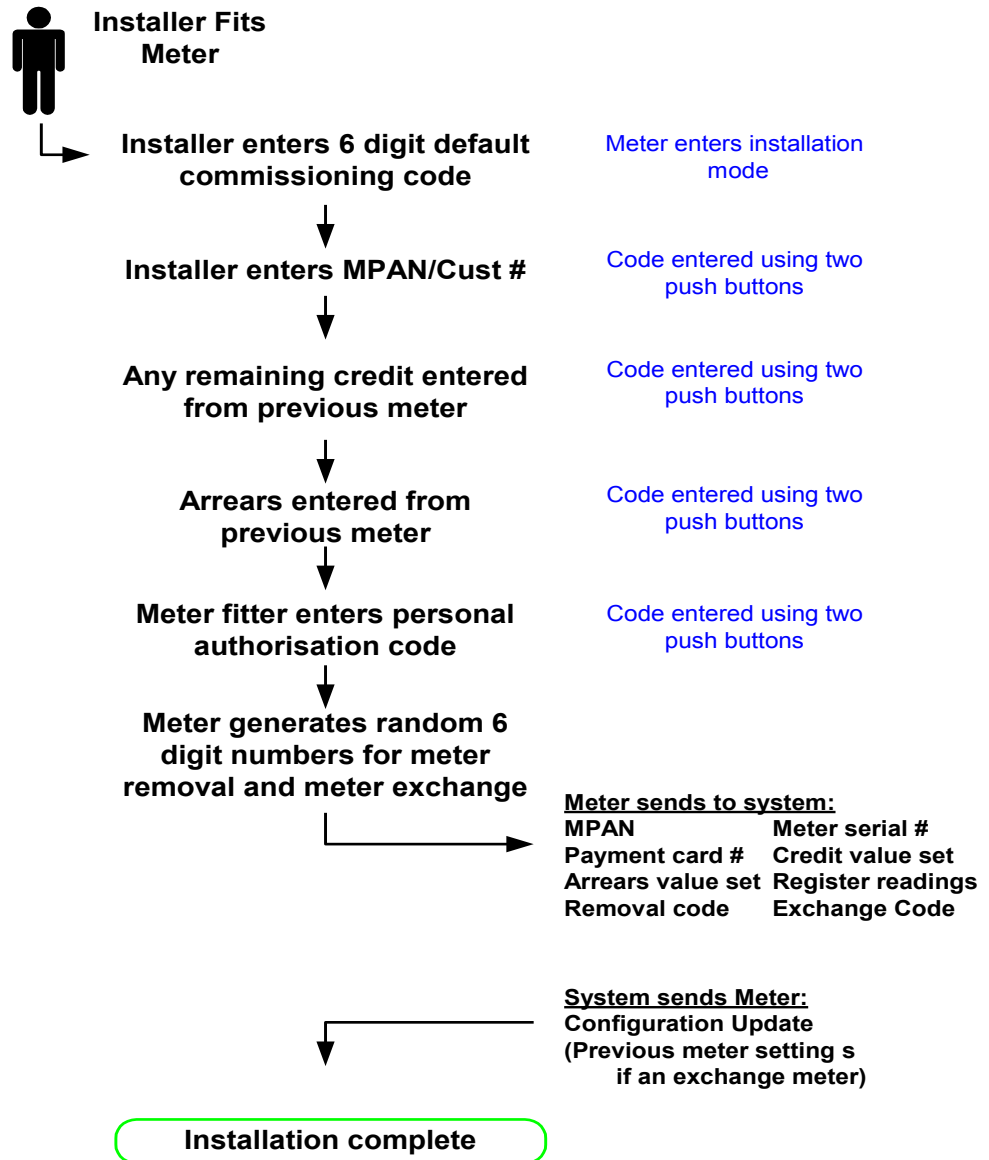 Installer Fits
Meter
Installer enters 6 digit default
commissioning code
Meter enters installation
mode
Installer enters MPAN/Cust #
Code entered using two
push buttons
Any remaining credit entered
from previous meter
Code entered using two
push buttons
Arrears entered from
previous meter
Code entered using two
push buttons
Meter fitter enters personal
authorisation code
Code entered using two
push buttons
Meter generates random 6
digit numbers for meter
removal and meter exchange
Meter sends to system:
MPAN Meter serial #
Payment card # Credit value set
Arrears value set Register readings
Removal code Exchange Code
System sends Meter:
Configuration Update
(Previous meter setting s
if an exchange meter)
Installation complete